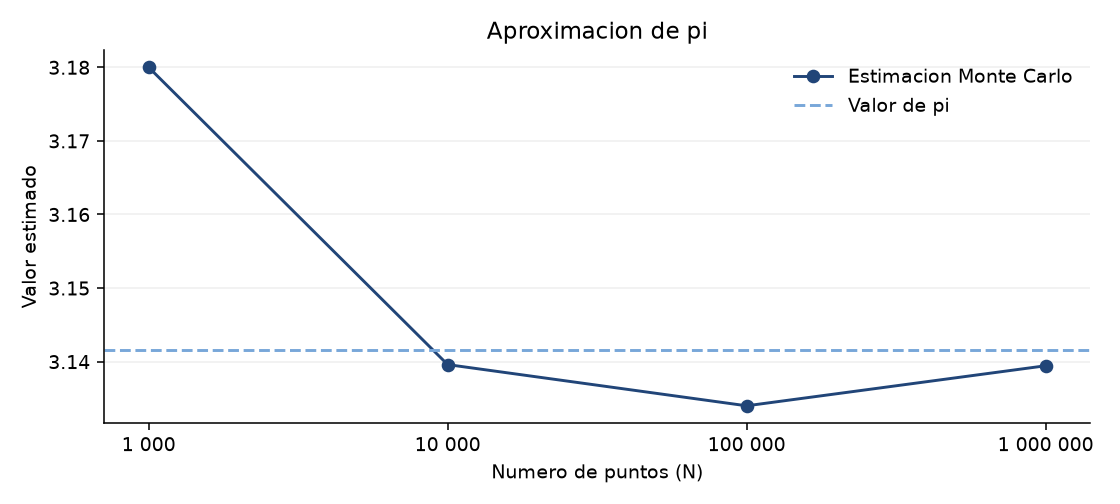 Aproximacion de pi
Estimacion Monte Carlo
Valor de pi
Valor estimado
3.18
3.17
3.16
3.15
3.14
1 000
10 000
100 000
1 000 000
Numero de puntos (N)